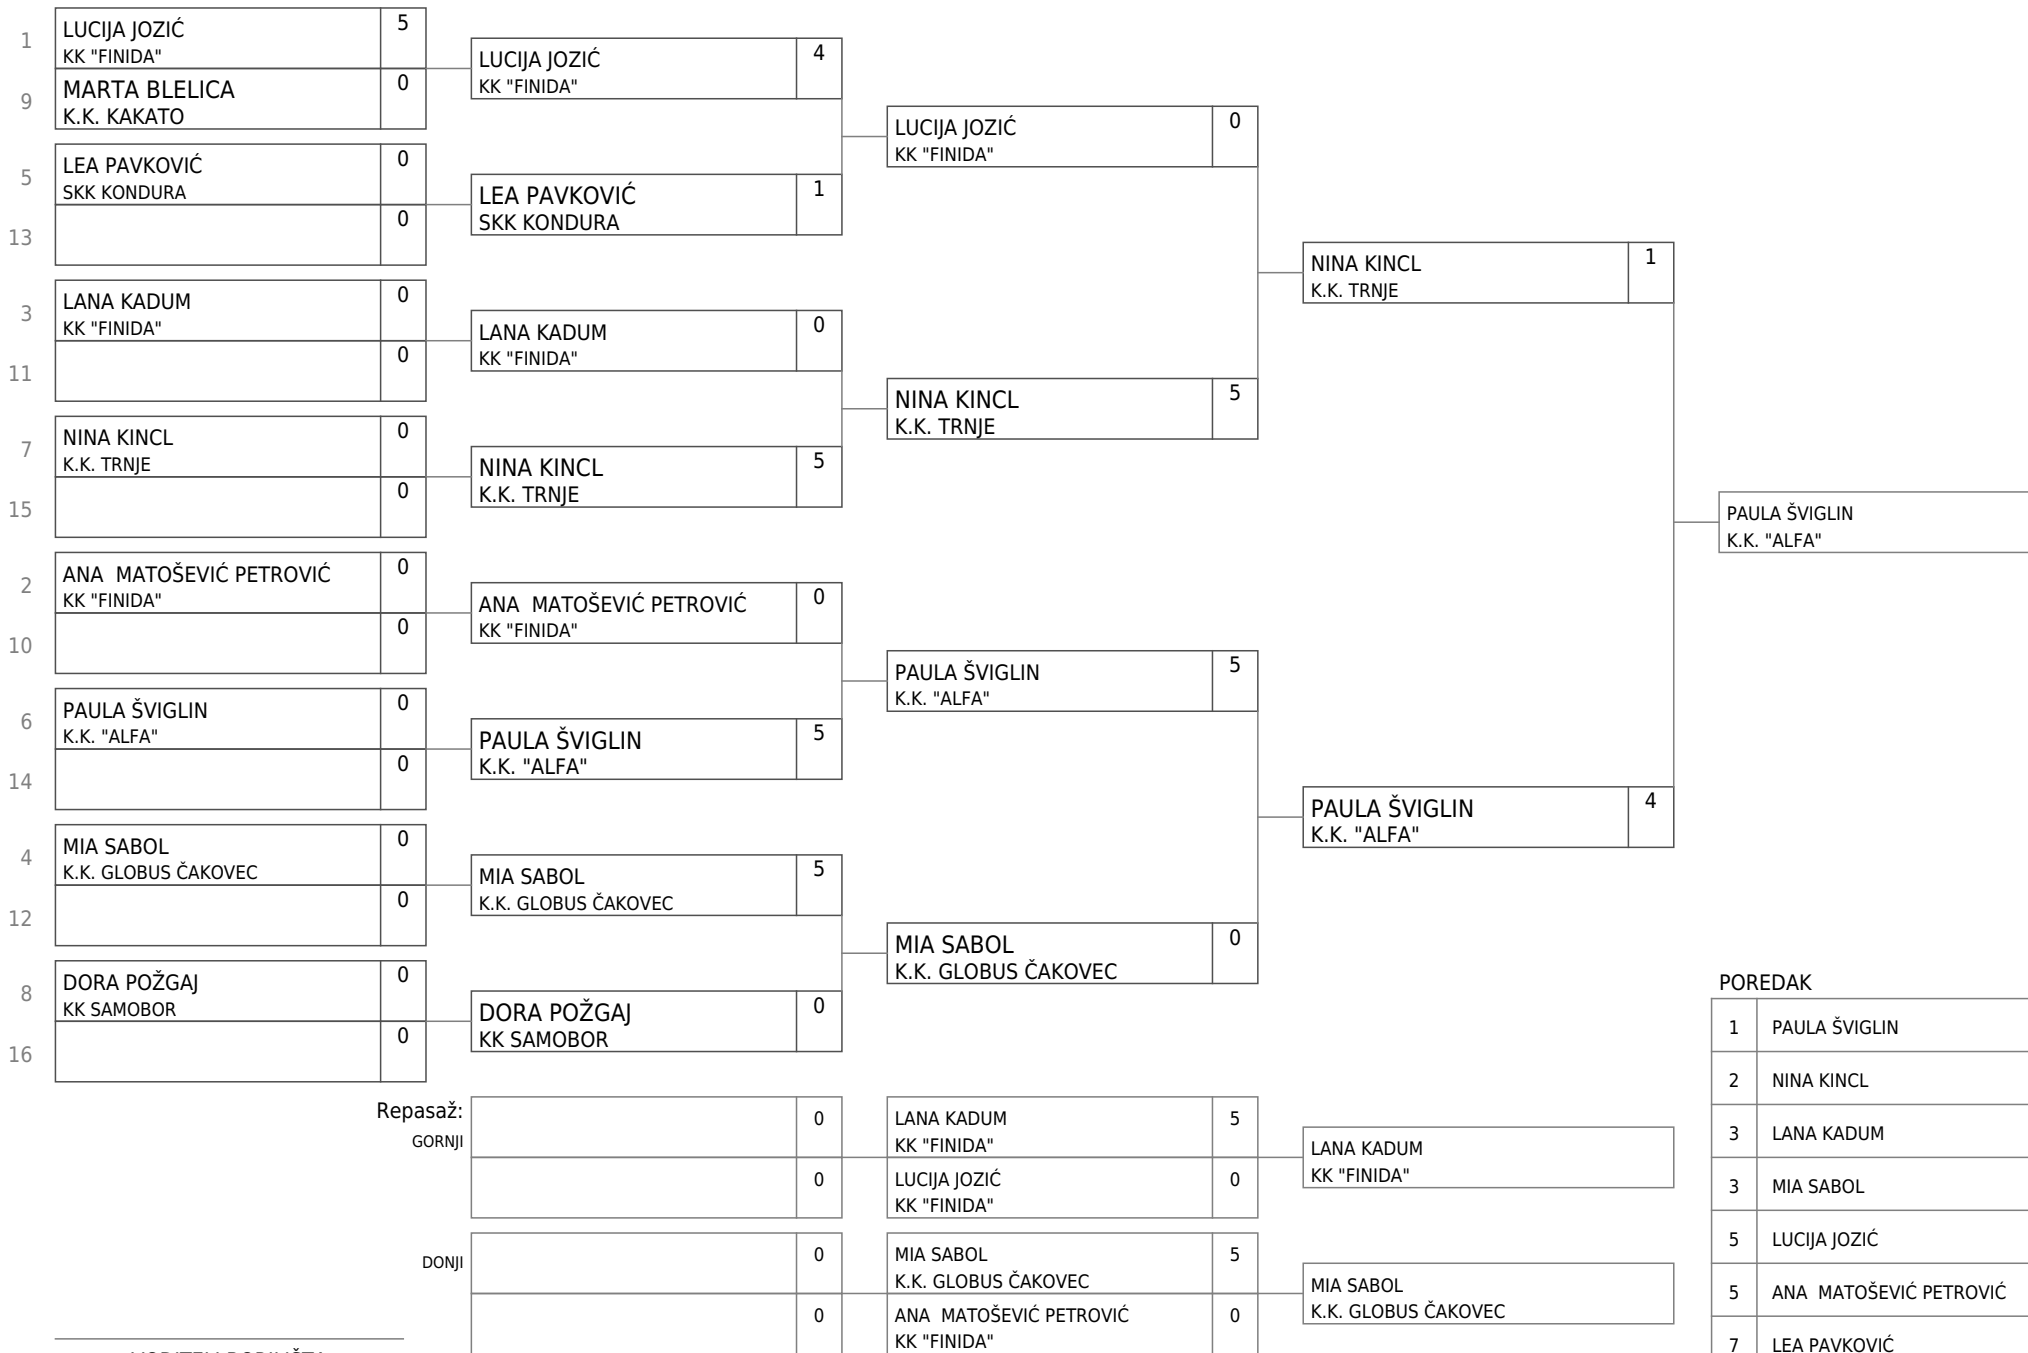 1
LUCIJA JOZIĆ
KK "FINIDA"
5
9
MARTA BLELICA
K.K. KAKATO
0
5
LEA PAVKOVIĆ
SKK KONDURA
0
13
0
3
LANA KADUM
KK "FINIDA"
0
11
0
7
NINA KINCL
K.K. TRNJE
0
15
0
2
ANA  MATOŠEVIĆ PETROVIĆ
KK "FINIDA"
0
10
0
6
PAULA ŠVIGLIN
K.K. "ALFA"
0
14
0
4
MIA SABOL
K.K. GLOBUS ČAKOVEC
0
12
0
8
DORA POŽGAJ
KK SAMOBOR
0
16
0
LUCIJA JOZIĆ
KK "FINIDA"
4
LEA PAVKOVIĆ
SKK KONDURA
1
LANA KADUM
KK "FINIDA"
0
NINA KINCL
K.K. TRNJE
5
ANA  MATOŠEVIĆ PETROVIĆ
KK "FINIDA"
0
PAULA ŠVIGLIN
K.K. "ALFA"
5
MIA SABOL
K.K. GLOBUS ČAKOVEC
5
DORA POŽGAJ
KK SAMOBOR
0
LUCIJA JOZIĆ
KK "FINIDA"
0
NINA KINCL
K.K. TRNJE
5
PAULA ŠVIGLIN
K.K. "ALFA"
5
MIA SABOL
K.K. GLOBUS ČAKOVEC
0
NINA KINCL
K.K. TRNJE
1
PAULA ŠVIGLIN
K.K. "ALFA"
4
PAULA ŠVIGLIN
K.K. "ALFA"
Repasaž:
GORNJI
0
0
LANA KADUM
KK "FINIDA"
5
LUCIJA JOZIĆ
KK "FINIDA"
0
LANA KADUM
KK "FINIDA"
DONJI
0
0
MIA SABOL
K.K. GLOBUS ČAKOVEC
5
ANA  MATOŠEVIĆ PETROVIĆ
KK "FINIDA"
0
MIA SABOL
K.K. GLOBUS ČAKOVEC
POREDAK
1 PAULA ŠVIGLIN
2 NINA KINCL
3 LANA KADUM
3 MIA SABOL
5 LUCIJA JOZIĆ
5 ANA  MATOŠEVIĆ PETROVIĆ
7 LEA PAVKOVIĆ